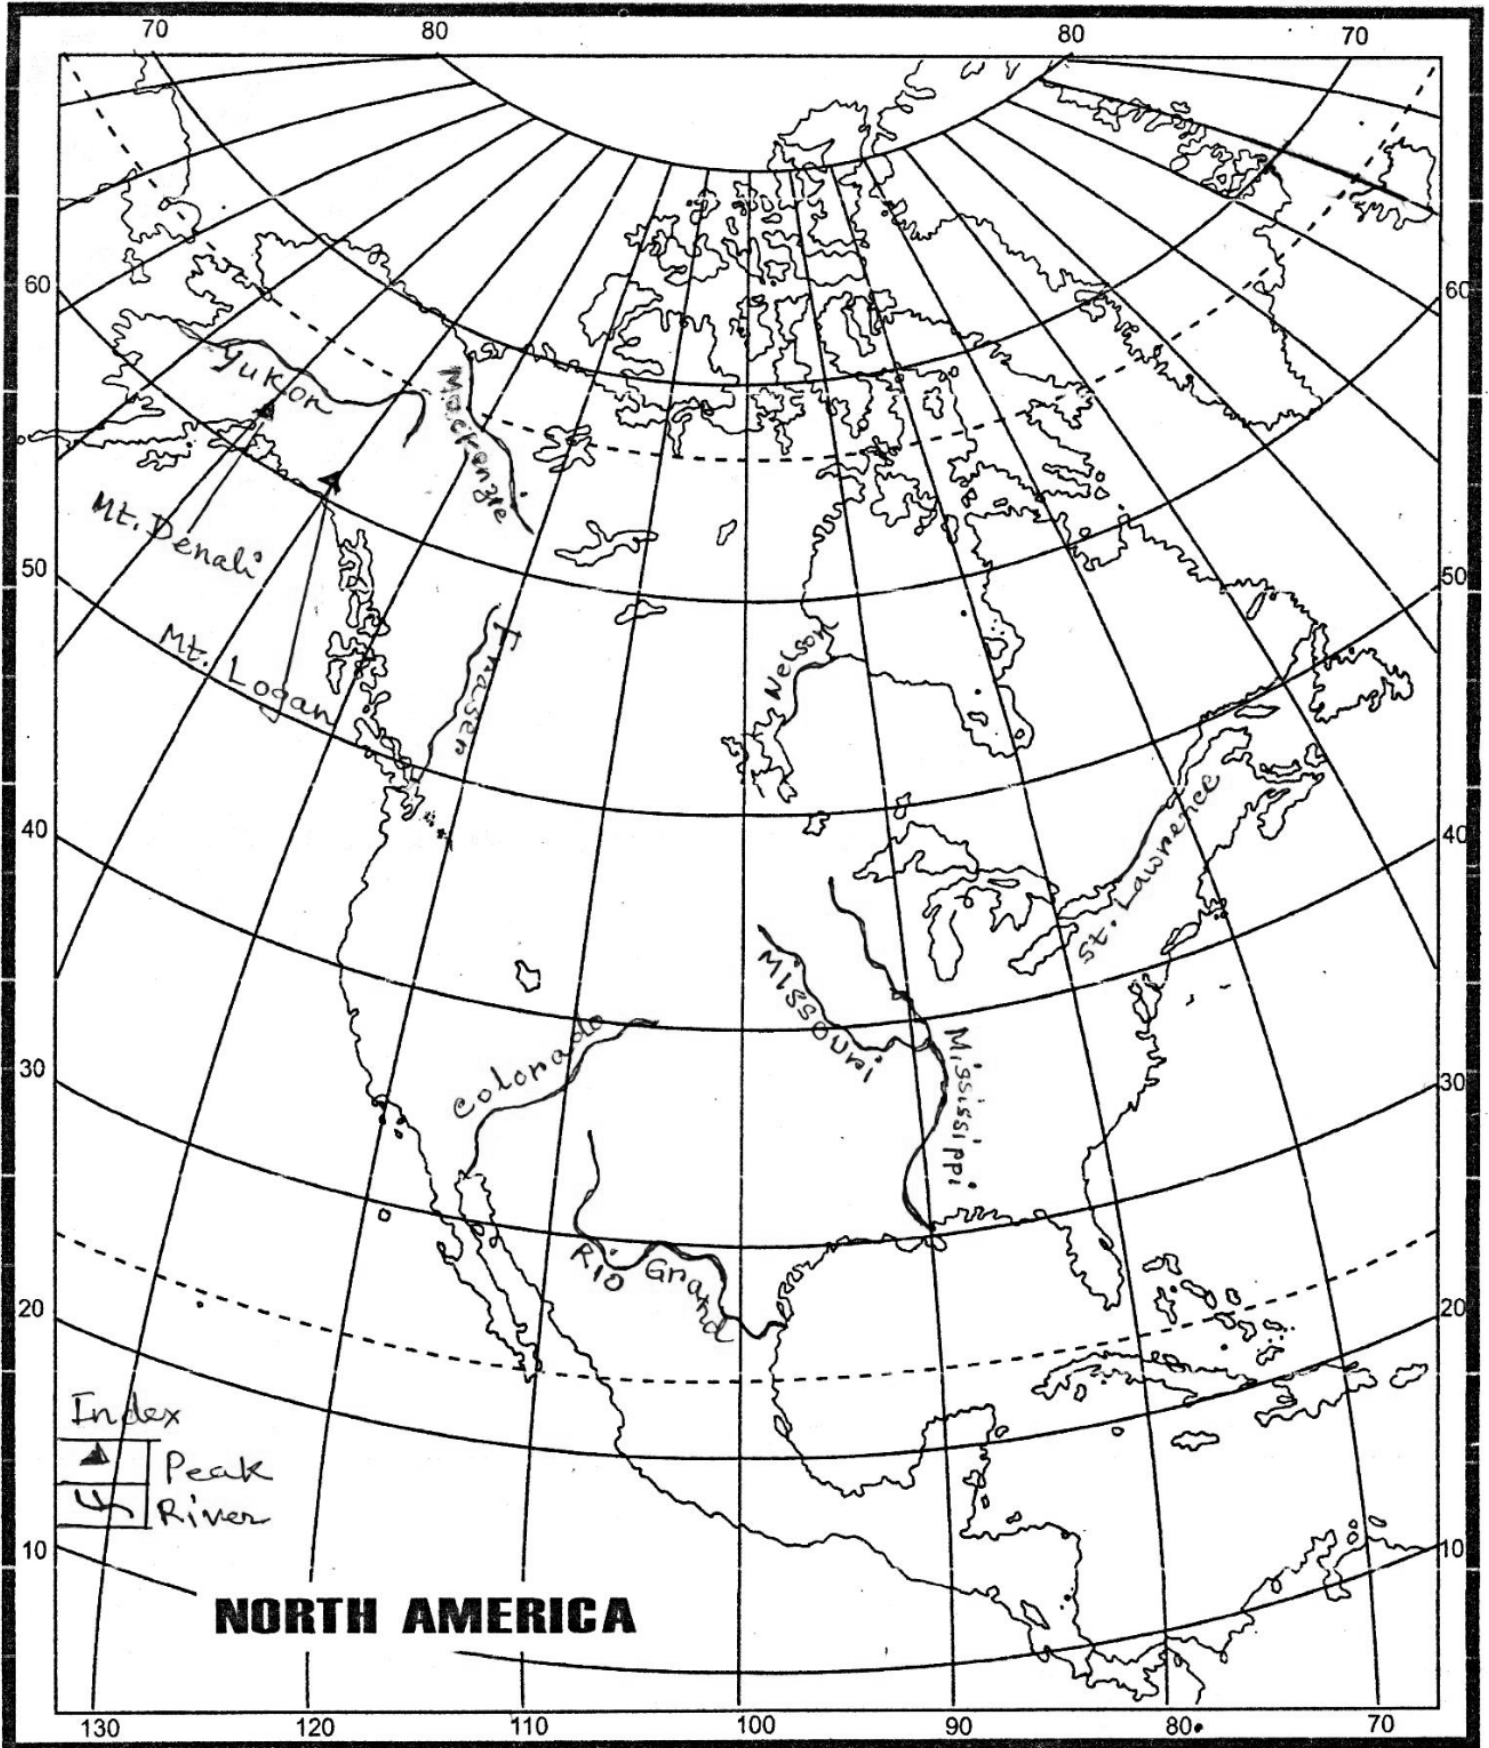 70 80 80 70
60 60
Yukon
Mackenzie
Mt. Denali
50 50
Mt. Logan
Fraser
Nelson
40 40
St. Lawrence
Missouri
Mississippi
Colorado
30 30
Rio Grand
20 20
Index
Peak
River
10 10
NORTH AMERICA
130 120 110 100 90 80 70